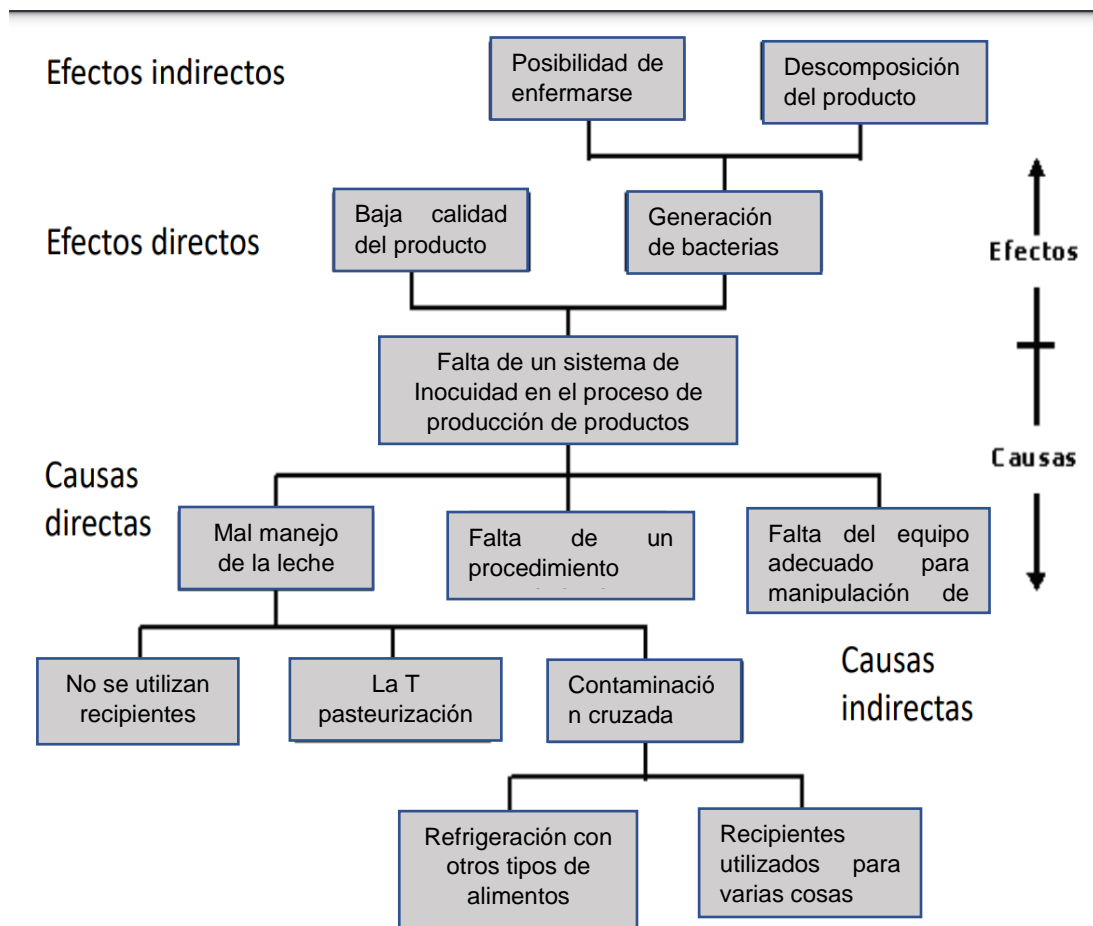 Efectos indirectos
Posibilidad de
enfermarse
Descomposición
del producto
Efectos directos
Baja calidad
del producto
Generación
de bacterias
Efectos
Falta de un sistema de
Inocuidad en el proceso de
producción de productos
Causas
Causas
directas
Mal manejo
de la leche
Falta de un
procedimiento
Falta del equipo
adecuado para
manipulación de
Causas
indirectas
No se utilizan
recipientes
La T
pasteurización
Contaminació
n cruzada
Refrigeración con
otros tipos de
alimentos
Recipientes
utilizados para
varias cosas